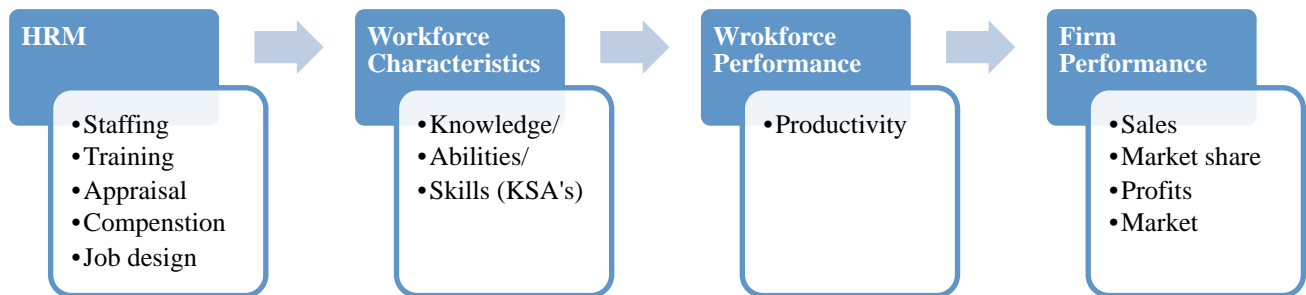 HRM
•Staffing
•Training
•Appraisal
•Compenstion
•Job design
Workforce
Characteristics
•Knowledge/
•Abilities/
•Skills (KSA's)
Wrokforce
Performance
•Productivity
Firm
Performance
•Sales
•Market share
•Profits
•Market